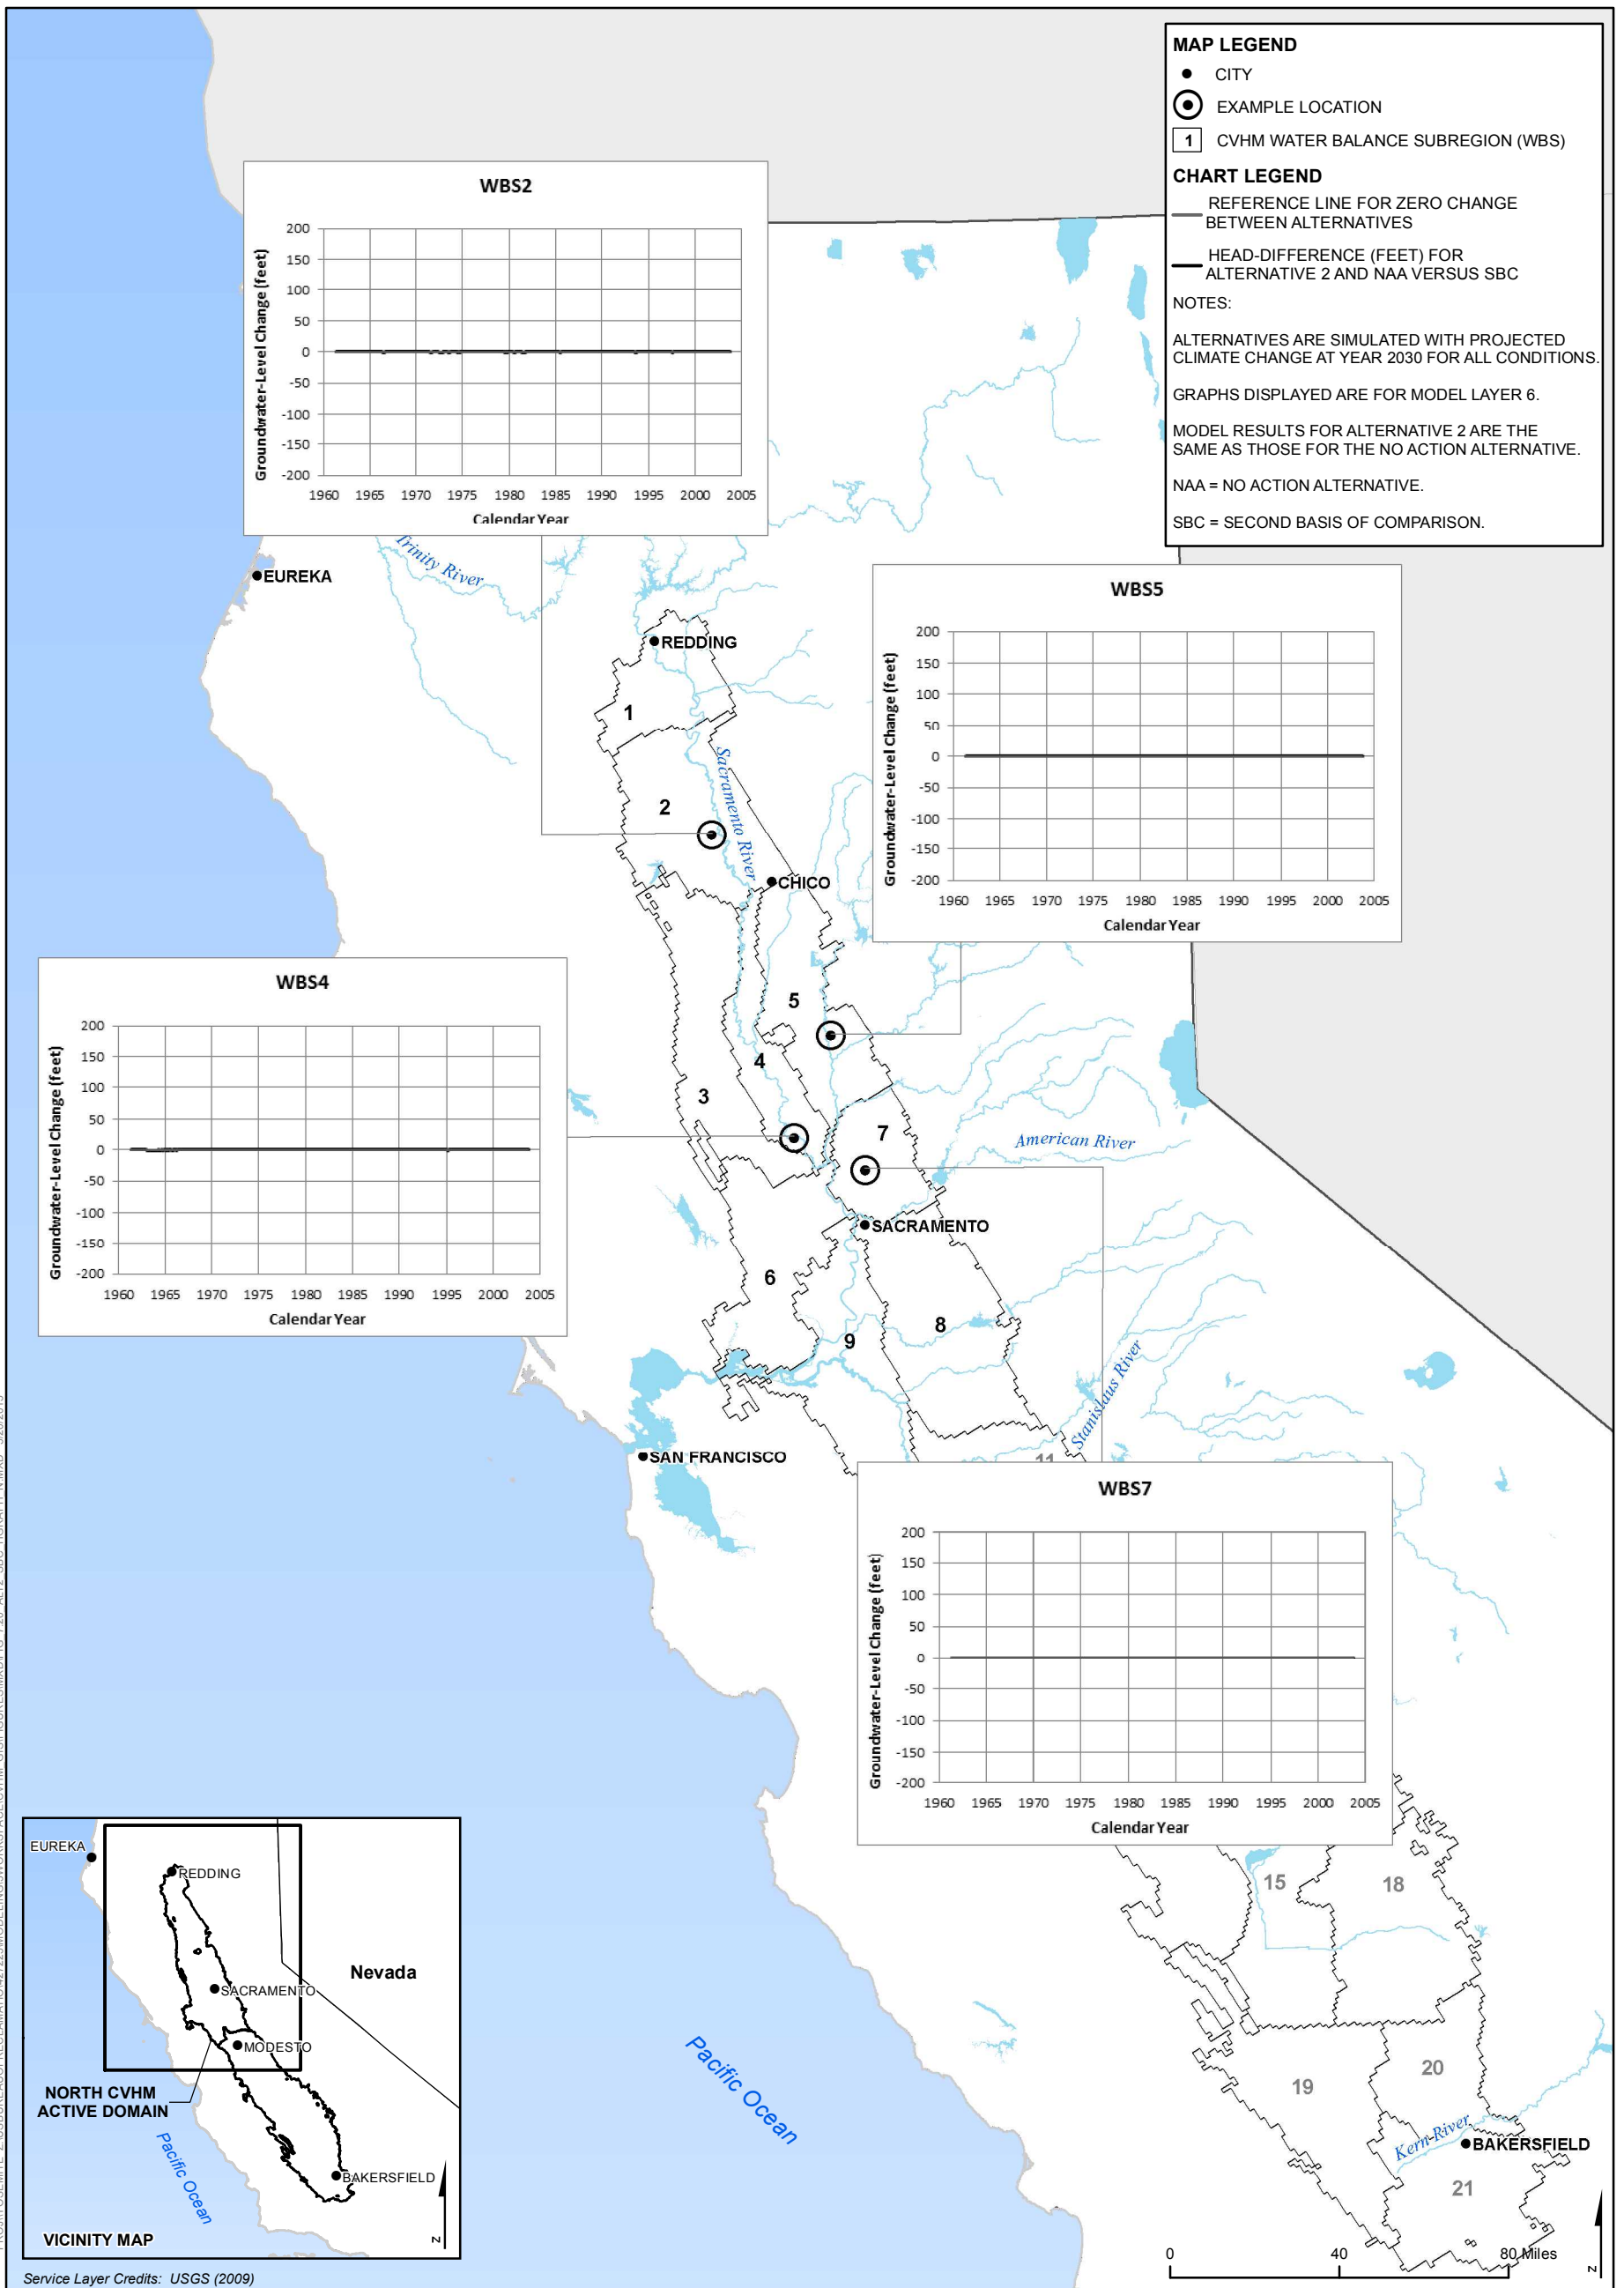 MAP LEGEND
CITY
EXAMPLE LOCATION
1 CVHM WATER BALANCE SUBREGION (WBS)
CHART LEGEND
REFERENCE LINE FOR ZERO CHANGE
BETWEEN ALTERNATIVES
HEAD-DIFFERENCE (FEET) FOR
ALTERNATIVE 2 AND NAA VERSUS SBC
NOTES:
ALTERNATIVES ARE SIMULATED WITH PROJECTED
CLIMATE CHANGE AT YEAR 2030 FOR ALL CONDITIONS.
GRAPHS DISPLAYED ARE FOR MODEL LAYER 6.
MODEL RESULTS FOR ALTERNATIVE 2 ARE THE
SAME AS THOSE FOR THE NO ACTION ALTERNATIVE.
NAA = NO ACTION ALTERNATIVE.
SBC = SECOND BASIS OF COMPARISON.
WBS2
Groundwater-Level Change (feet)
200
150
100
50
0
-50
-100
-150
-200
1960 1965 1970 1975 1980 1985 1990 1995 2000 2005
Calendar Year
Trinity River
EUREKA
REDDING
1
2
Sacramento River
CHICO
WBS5
Groundwater-Level Change (feet)
200
150
100
50
0
-50
-100
-150
-200
1960 1965 1970 1975 1980 1985 1990 1995 2000 2005
Calendar Year
WBS4
Groundwater-Level Change (feet)
200
150
100
50
0
-50
-100
-150
-200
1960 1965 1970 1975 1980 1985 1990 1995 2000 2005
Calendar Year
5
4
3
7
American River
SACRAMENTO
6
8
9
Stanislaus River
11
SAN FRANCISCO
WBS7
Groundwater-Level Change (feet)
200
150
100
50
0
-50
-100
-150
-200
1960 1965 1970 1975 1980 1985 1990 1995 2000 2005
Calendar Year
15
18
19
20
Kern River
BAKERSFIELD
21
Pacific Ocean
0 40 80 Miles
N
EUREKA
REDDING
Nevada
SACRAMENTO
MODESTO
NORTH CVHM
ACTIVE DOMAIN
Pacific Ocean
BAKERSFIELD
VICINITY MAP
N
Service Layer Credits: USGS (2009)